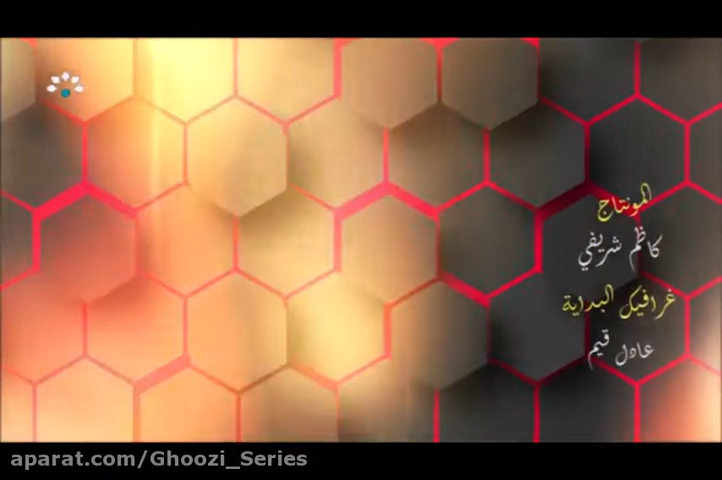 المونتاج
كاظم شريفي
غرافيك البداية
عادل قيم
aparat.com/Ghoozi_Series